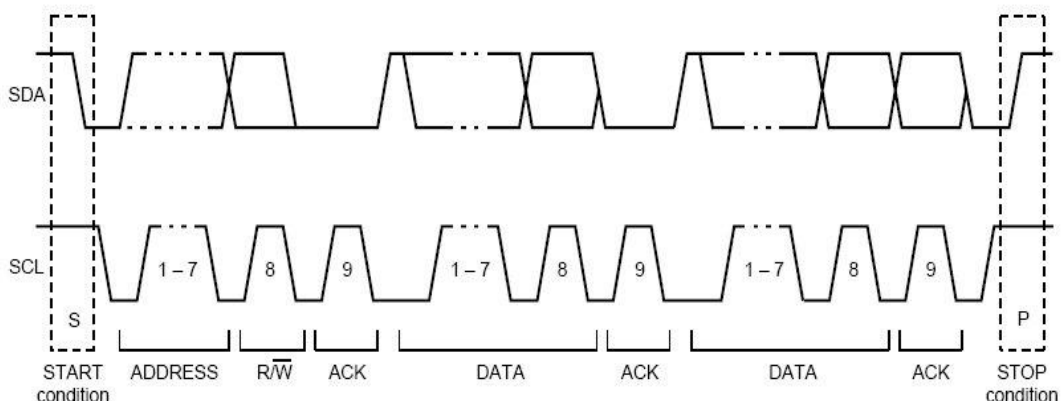 SDA
SCL
1 – 7 8 9 1 – 7 8 9 1 – 7 8 9
S P
START condition ADDRESS R/W̅ ACK DATA ACK DATA ACK STOP condition